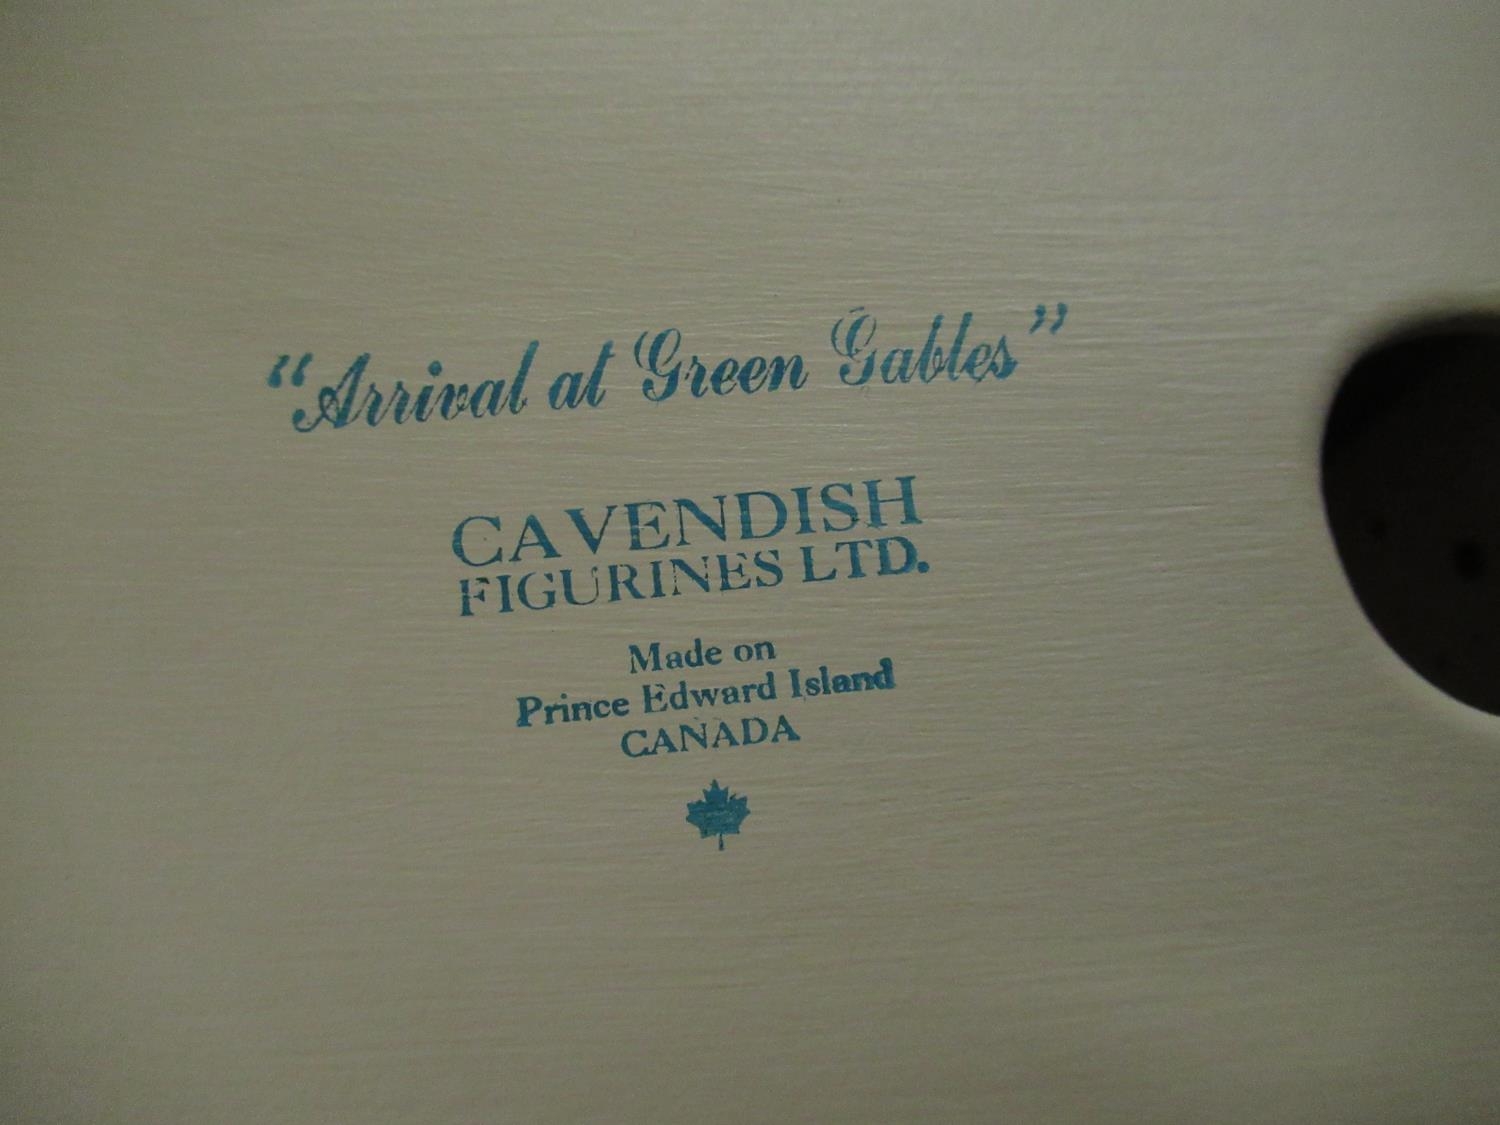 "Arrival at Green Gables"
CAVENDISH
FIGURINES LTD.
Made on
Prince Edward Island
CANADA